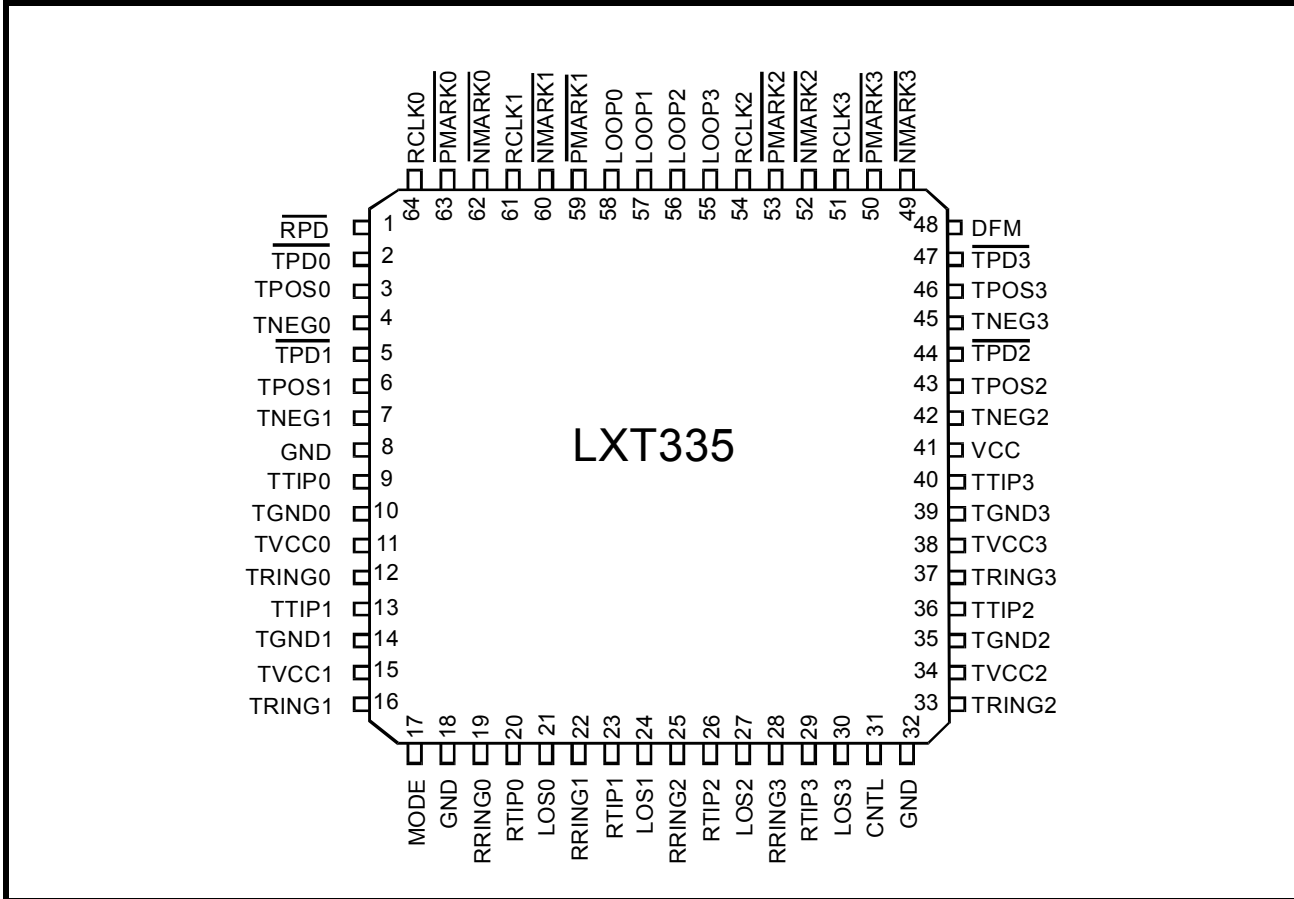 RCLK0
PMARK0
NMARK0
RCLK1
NMARK1
PMARK1
LOOP0
LOOP1
LOOP2
LOOP3
RCLK2
PMARK2
NMARK2
RCLK3
PMARK3
NMARK3
64
63
62
61
60
59
58
57
56
55
54
53
52
51
50
49
RPD 1
TPD0 2
TPOS0 3
TNEG0 4
TPD1 5
TPOS1 6
TNEG1 7
GND 8
TTIP0 9
TGND0 10
TVCC0 11
TRING0 12
TTIP1 13
TGND1 14
TVCC1 15
TRING1 16
LXT335
48 DFM
47 TPD3
46 TPOS3
45 TNEG3
44 TPD2
43 TPOS2
42 TNEG2
41 VCC
40 TTIP3
39 TGND3
38 TVCC3
37 TRING3
36 TTIP2
35 TGND2
34 TVCC2
33 TRING2
17
18
19
20
21
22
23
24
25
26
27
28
29
30
31
32
MODE
GND
RRING0
RTIP0
LOS0
RRING1
RTIP1
LOS1
RRING2
RTIP2
LOS2
RRING3
RTIP3
LOS3
CNTL
GND